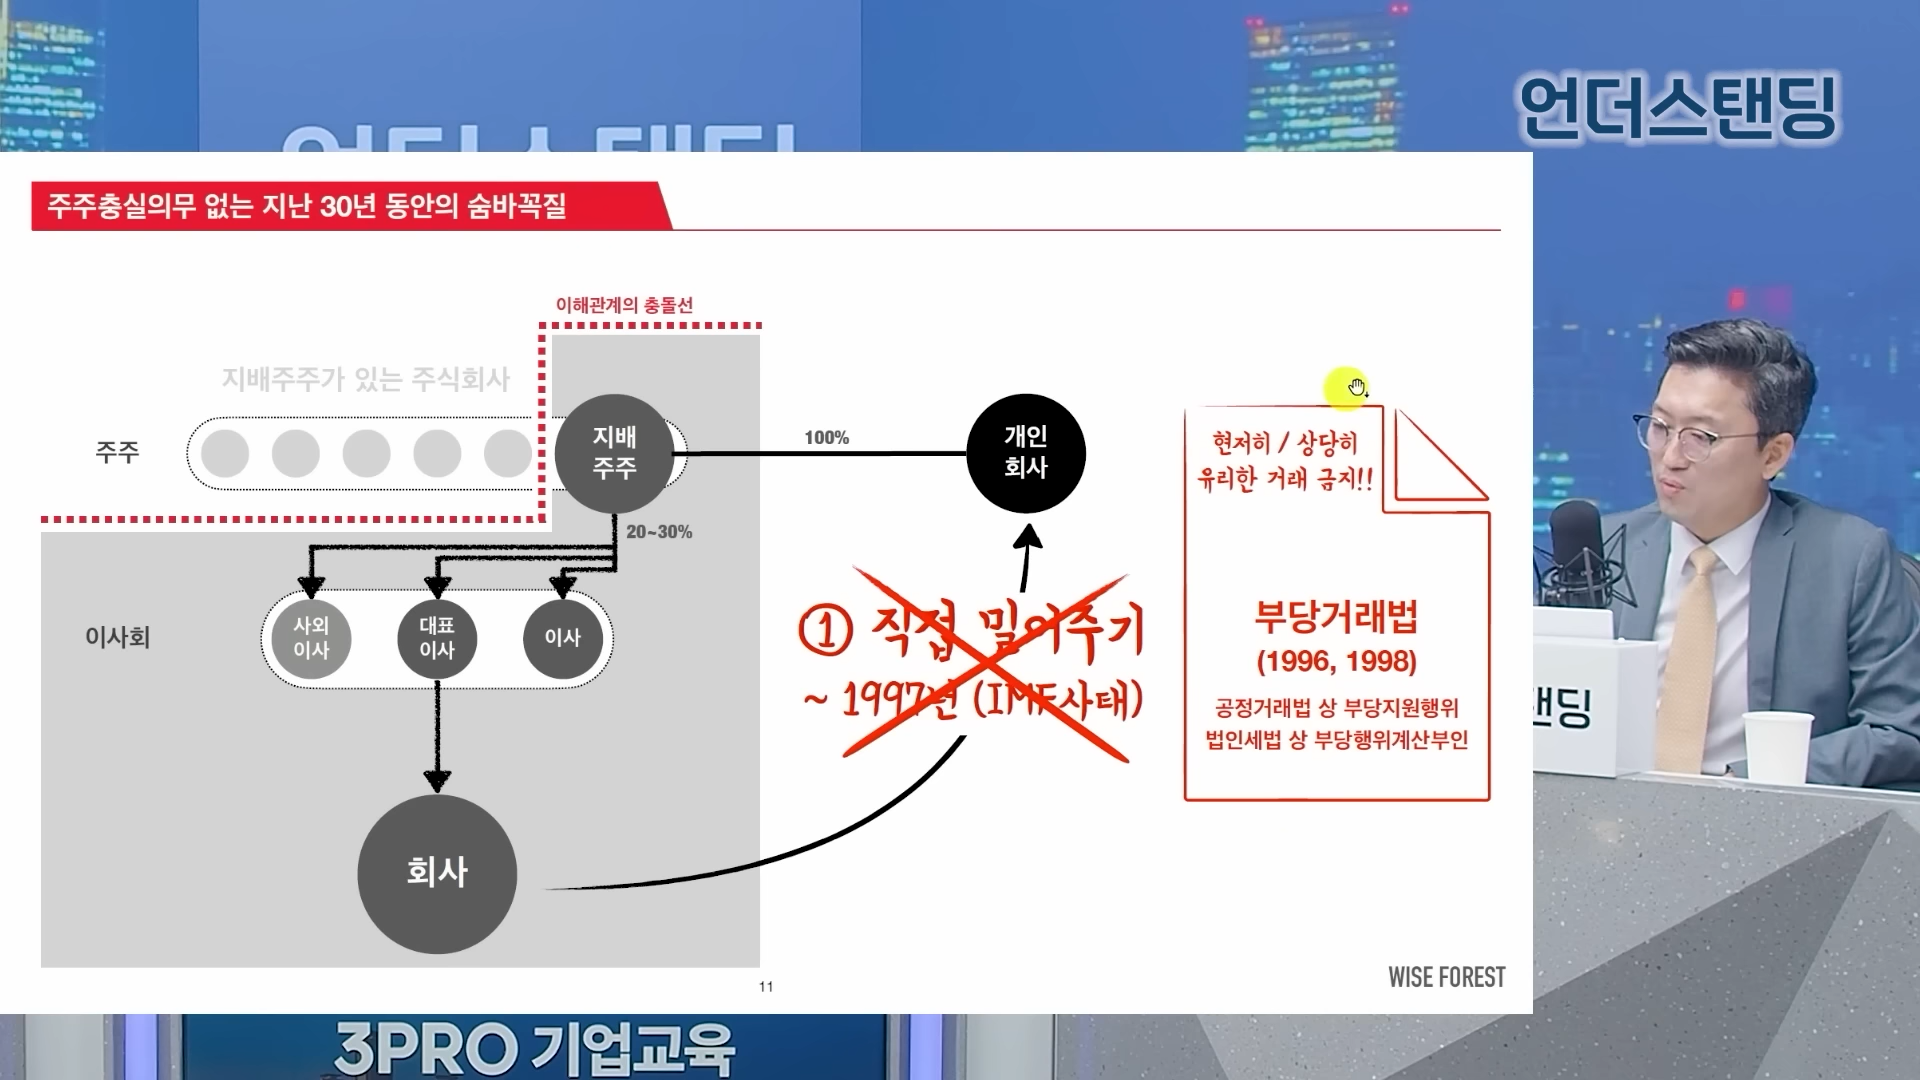 언더스탠딩
주주충실의무 없는 지난 30년 동안의 숨바꼭질
이해관계의 충돌선
지배주주가 있는 주식회사
주주
지배
주주
100%
개인
회사
현저히 / 상당히
유리한 거래 금지!!
20~30%
이사회
사외
이사
대표
이사
이사
① 직접 밀어주기
~ 1997년 (IMF사태)
부당거래법
(1996, 1998)
공정거래법 상 부당지원행위
법인세법 상 부당행위계산부인
회사
탠딩
WISE FOREST
11
3PRO 기업교육